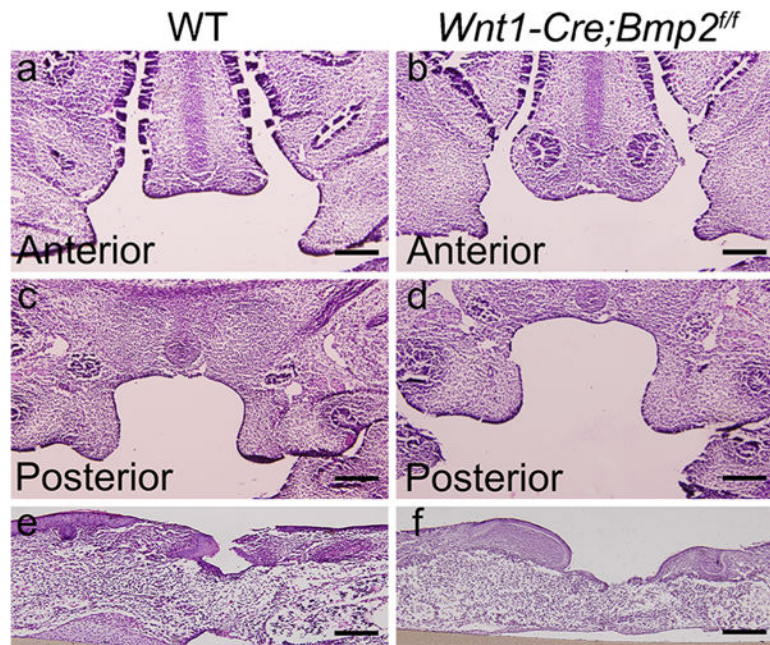 WT Wnt1-Cre;Bmp2f/f
a b
Anterior Anterior
c d
Posterior Posterior
e f